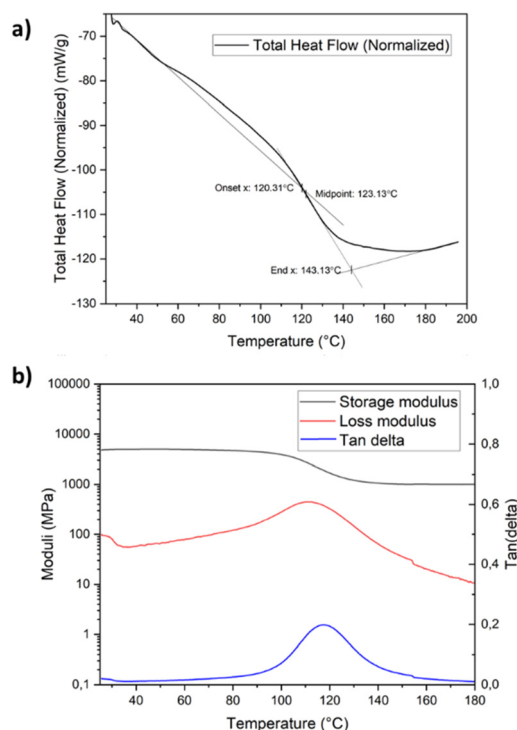 a)
Total Heat Flow (Normalized)
Total Heat Flow (Normalized) (mW/g)
-70
-80
-90
-100
-110
-120
-130
Onset x: 120.31°C
Midpoint: 123.13°C
End x: 143.13°C
40 60 80 100 120 140 160 180 200
Temperature (°C)
b)
Storage modulus
Loss modulus
Tan delta
Moduli (MPa)
100000
10000
1000
100
10
1
0,1
Tan(delta)
1,0
0,8
0,6
0,4
0,2
0,0
40 60 80 100 120 140 160 180
Temperature (°C)